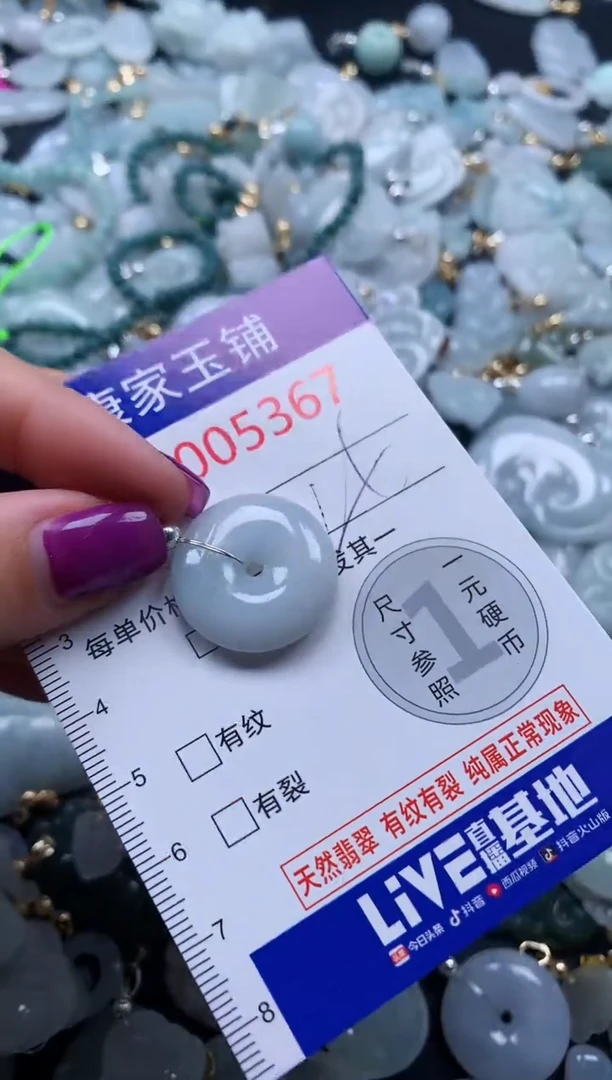 康家玉铺
005367
发其一
每单价格
一元硬币
尺寸参照
1
3
4
5
6
7
8
有纹
有裂
天然翡翠 有纹有裂 纯属正常现象
LiVE直播基地
今日头条 抖音 西瓜视频 抖音火山版